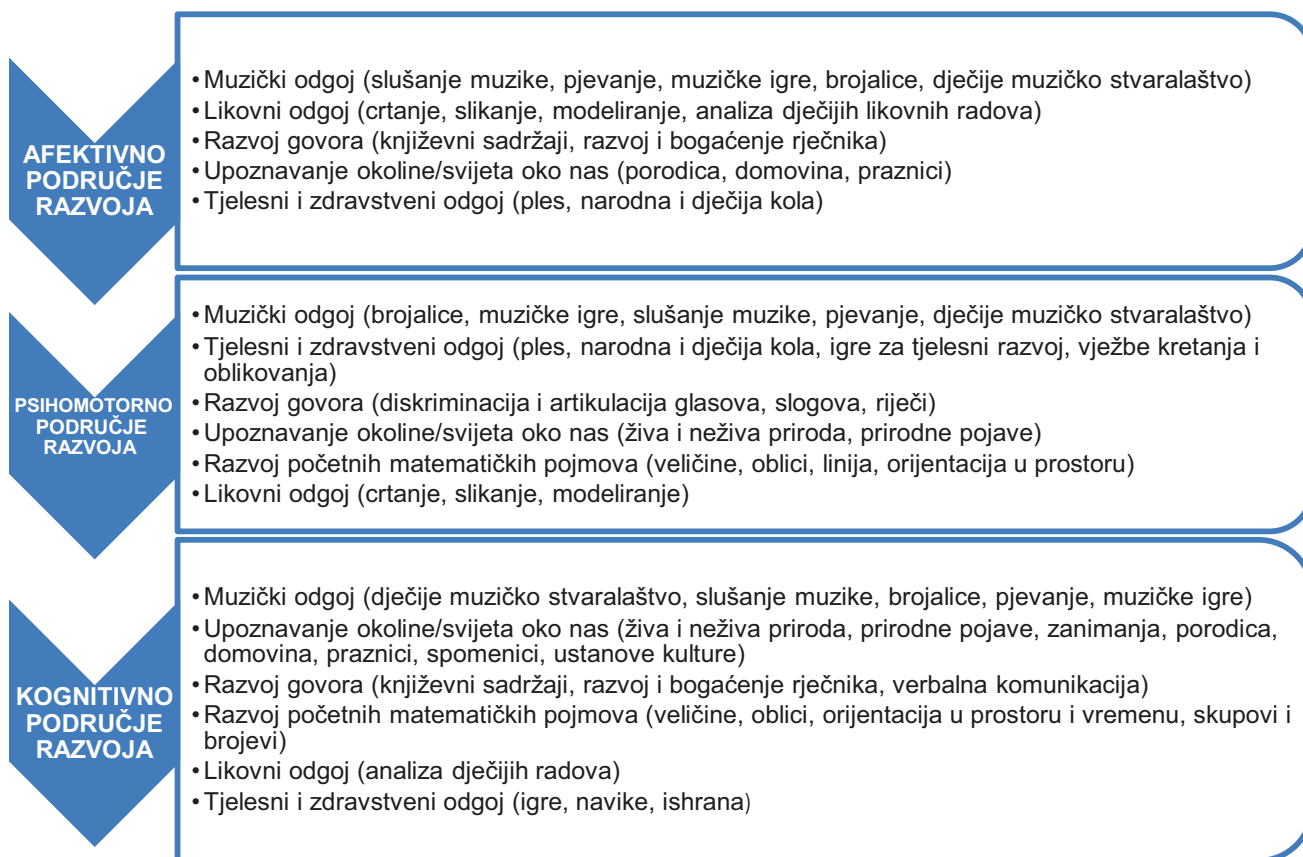 AFEKTIVNO
PODRUČJE
RAZVOJA
•Muzički odgoj (slušanje muzike, pjevanje, muzičke igre, brojalice, dječije muzičko stvaralaštvo)
•Likovni odgoj (crtanje, slikanje, modeliranje, analiza dječijih likovnih radova)
•Razvoj govora (književni sadržaji, razvoj i bogaćenje rječnika)
•Upoznavanje okoline/svijeta oko nas (porodica, domovina, praznici)
•Tjelesni i zdravstveni odgoj (ples, narodna i dječija kola)
PSIHOMOTORNO
PODRUČJE
RAZVOJA
•Muzički odgoj (brojalice, muzičke igre, slušanje muzike, pjevanje, dječije muzičko stvaralaštvo)
•Tjelesni i zdravstveni odgoj (ples, narodna i dječija kola, igre za tjelesni razvoj, vježbe kretanja i
oblikovanja)
•Razvoj govora (diskriminacija i artikulacija glasova, slogova, riječi)
•Upoznavanje okoline/svijeta oko nas (živa i neživa priroda, prirodne pojave)
•Razvoj početnih matematičkih pojmova (veličine, oblici, linija, orijentacija u prostoru)
•Likovni odgoj (crtanje, slikanje, modeliranje)
KOGNITIVNO
PODRUČJE
RAZVOJA
•Muzički odgoj (dječije muzičko stvaralaštvo, slušanje muzike, brojalice, pjevanje, muzičke igre)
•Upoznavanje okoline/svijeta oko nas (živa i neživa priroda, prirodne pojave, zanimanja, porodica,
domovina, praznici, spomenici, ustanove kulture)
•Razvoj govora (književni sadržaji, razvoj i bogaćenje rječnika, verbalna komunikacija)
•Razvoj početnih matematičkih pojmova (veličine, oblici, orijentacija u prostoru i vremenu, skupovi i
brojevi)
•Likovni odgoj (analiza dječijih radova)
•Tjelesni i zdravstveni odgoj (igre, navike, ishrana)